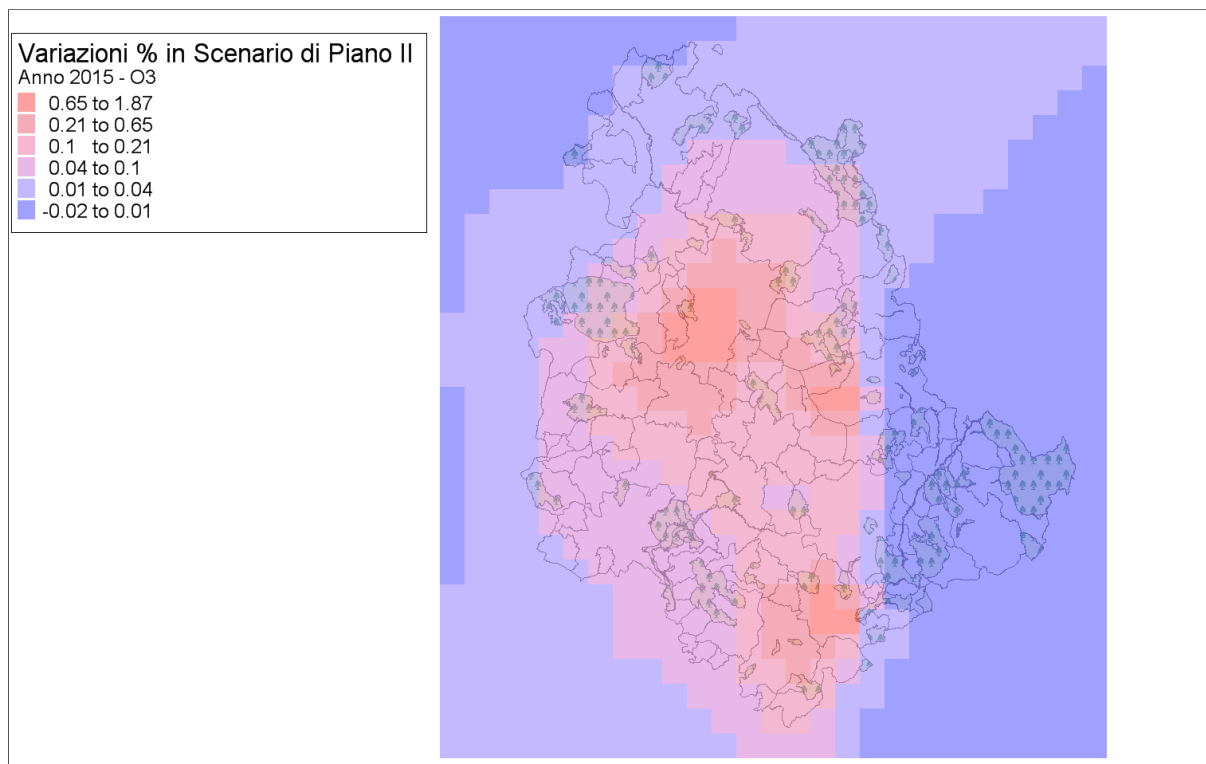 Variazioni % in Scenario di Piano II
Anno 2015 - O3
0.65 to 1.87
0.21 to 0.65
0.1 to 0.21
0.04 to 0.1
0.01 to 0.04
-0.02 to 0.01